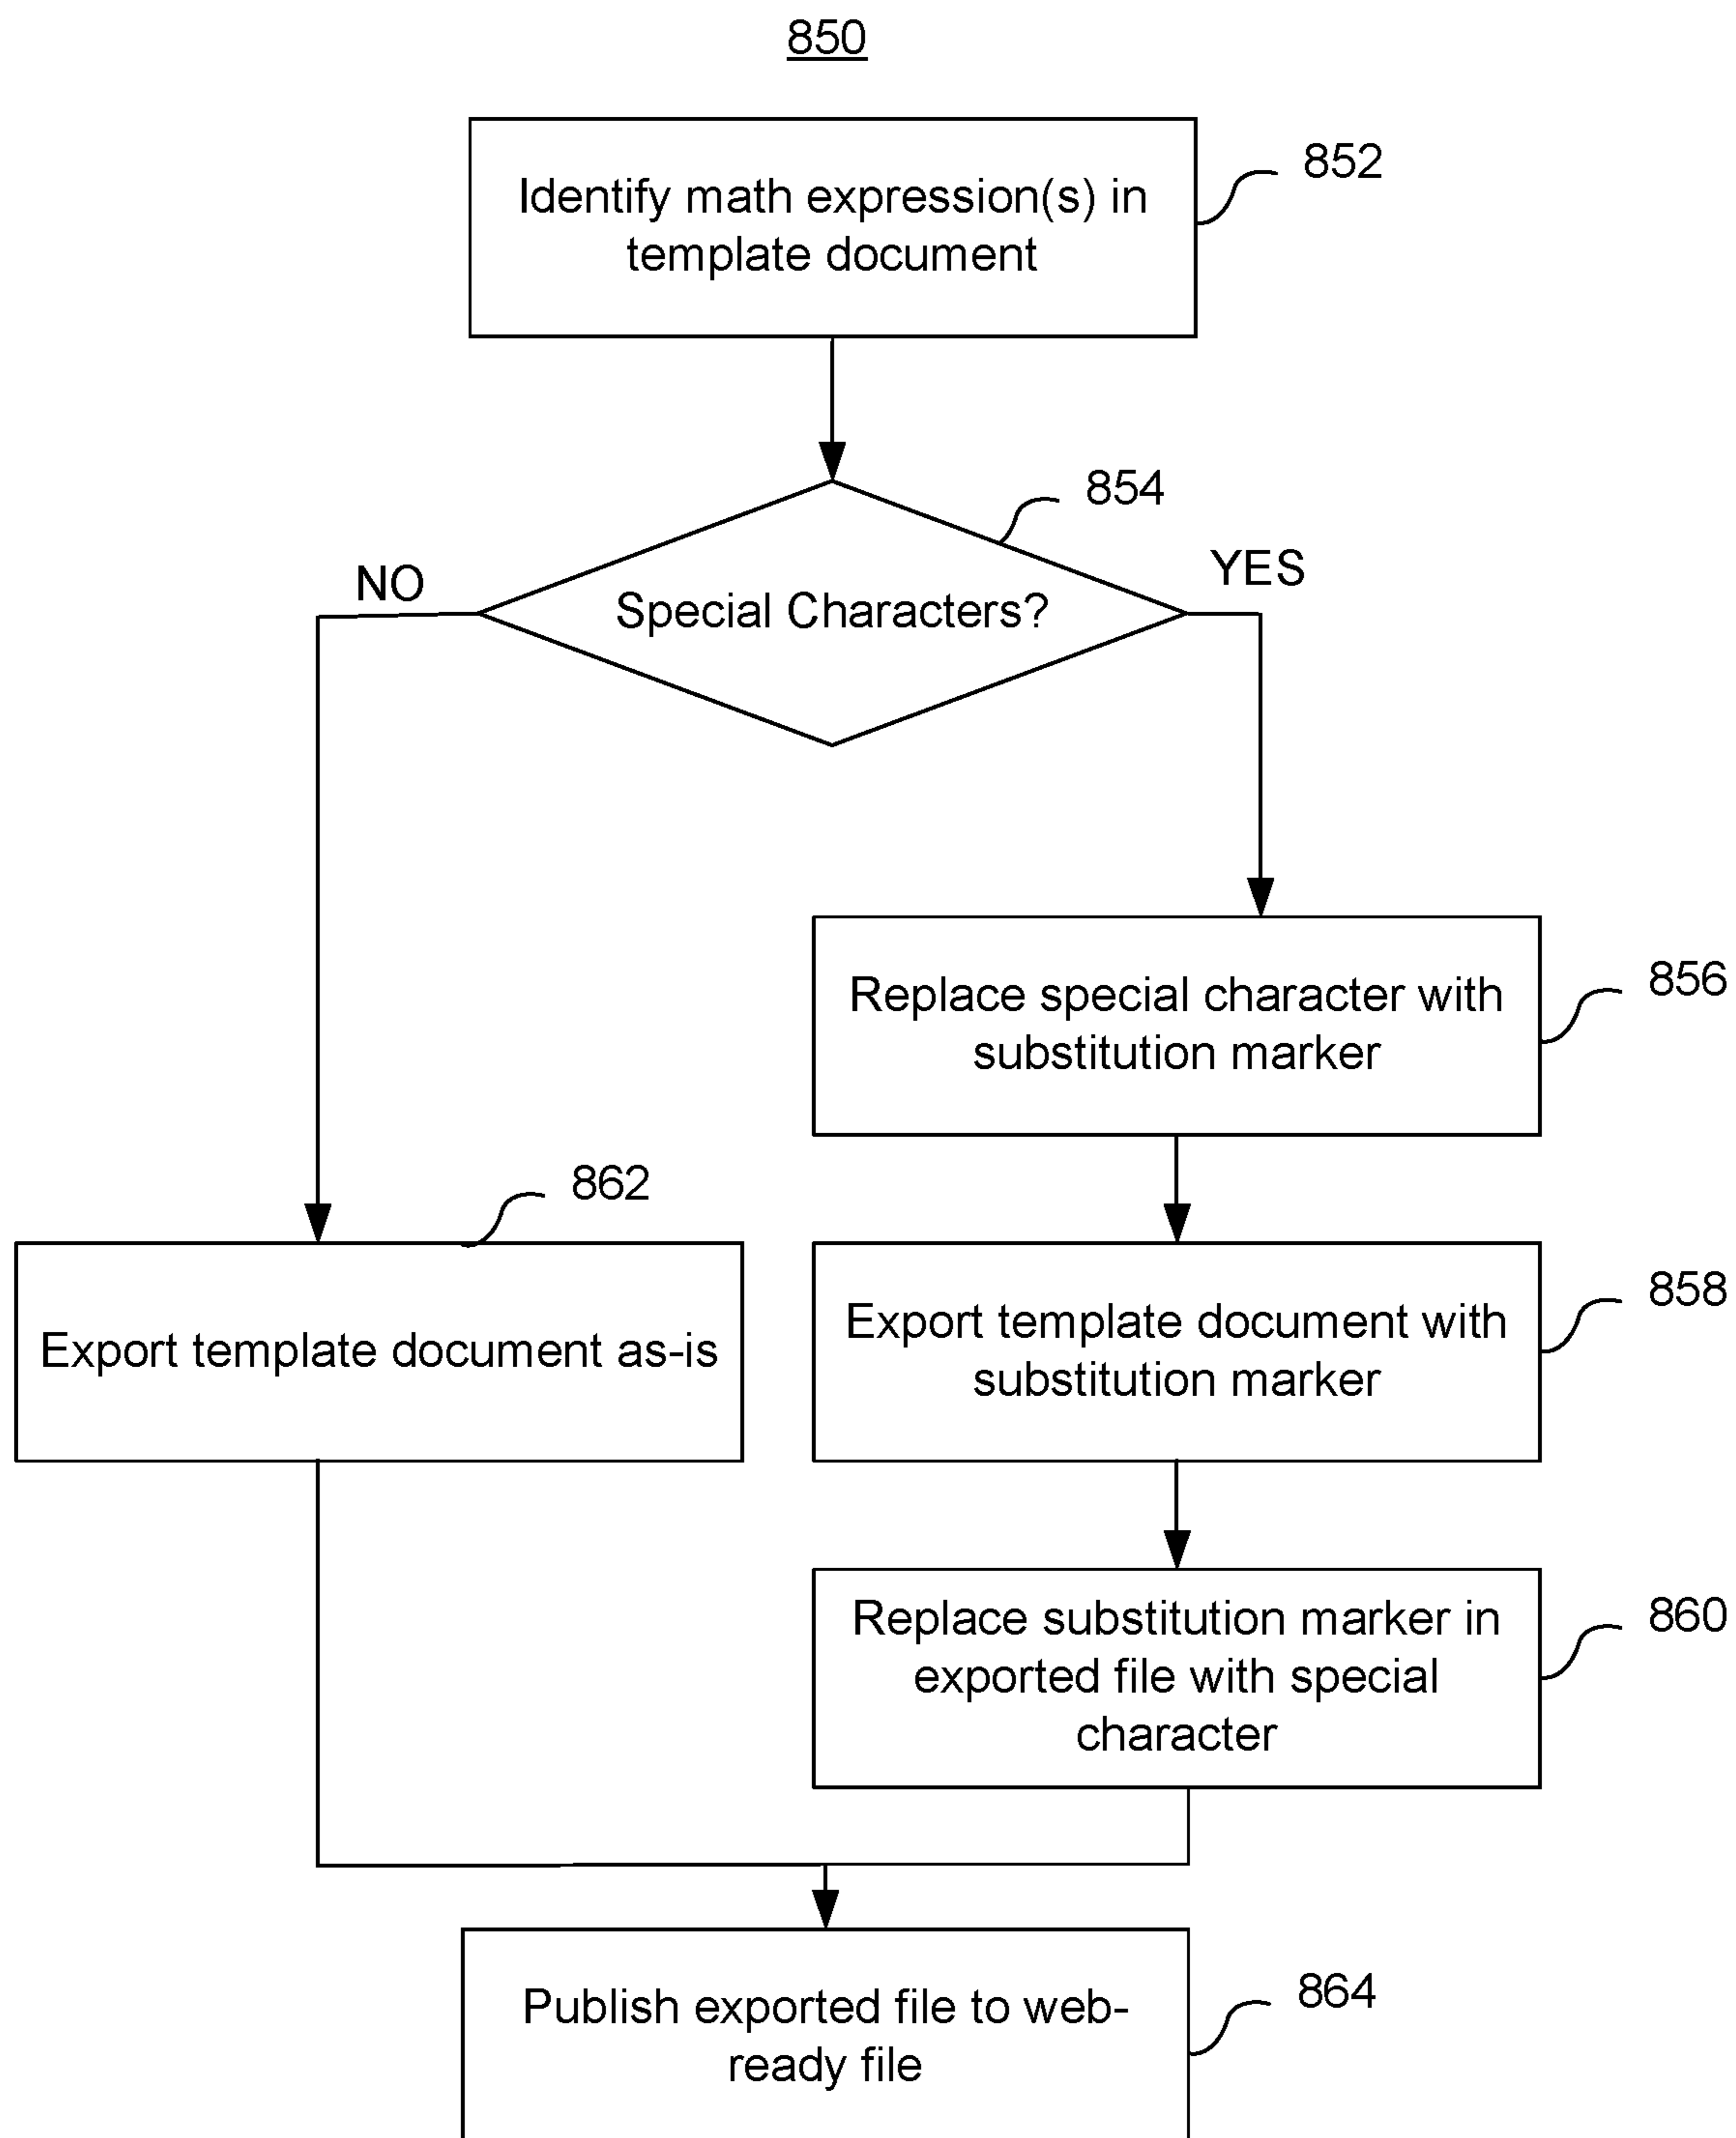 850
Identify math expression(s) in
template document
852
854
NO
YES
Special Characters?
Replace special character with
substitution marker
856
862
Export template document as-is
Export template document with
substitution marker
858
Replace substitution marker in
exported file with special
character
860
Publish exported file to web-
ready file
864